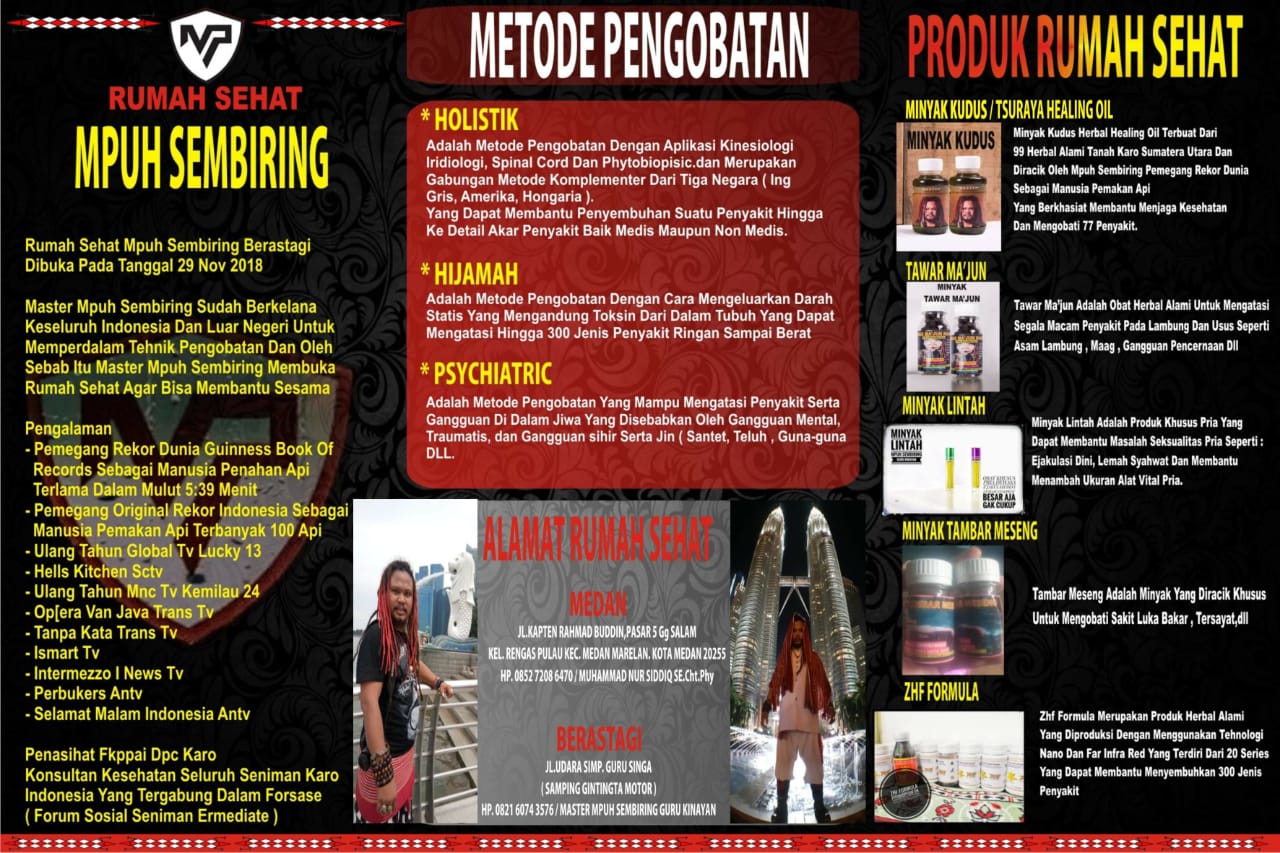 RUMAH SEHAT
MPUH SEMBIRING
Rumah Sehat Mpuh Sembiring Berastagi
Dibuka Pada Tanggal 29 Nov 2018
Master Mpuh Sembiring Sudah Berkelana
Keseluruh Indonesia Dan Luar Negeri Untuk
Memperdalam Tehnik Pengobatan Dan Oleh
Sebab Itu Master Mpuh Sembiring Membuka
Rumah Sehat Agar Bisa Membantu Sesama
Pengalaman
- Pemegang Rekor Dunia Guinness Book Of
Records Sebagai Manusia Penahan Api
Terlama Dalam Mulut 5:39 Menit
- Pemegang Original Rekor Indonesia Sebagai
Manusia Pemakan Api Terbanyak 100 Api
- Ulang Tahun Global Tv Lucky 13
- Hells Kitchen Sctv
- Ulang Tahun Mnc Tv Kemilau 24
- Op[era Van Java Trans Tv
- Tanpa Kata Trans Tv
- Ismart Tv
- Intermezzo I News Tv
- Perbukers Antv
- Selamat Malam Indonesia Antv
Penasihat Fkppai Dpc Karo
Konsultan Kesehatan Seluruh Seniman Karo
Indonesia Yang Tergabung Dalam Forsase
( Forum Sosial Seniman Ermediate )
METODE PENGOBATAN
* HOLISTIK
Adalah Metode Pengobatan Dengan Aplikasi Kinesiologi
Iridiologi, Spinal Cord Dan Phytobiopisic.dan Merupakan
Gabungan Metode Komplementer Dari Tiga Negara ( Ing
Gris, Amerika, Hongaria ).
Yang Dapat Membantu Penyembuhan Suatu Penyakit Hingga
Ke Detail Akar Penyakit Baik Medis Maupun Non Medis.
* HIJAMAH
Adalah Metode Pengobatan Dengan Cara Mengeluarkan Darah
Statis Yang Mengandung Toksin Dari Dalam Tubuh Yang Dapat
Mengatasi Hingga 300 Jenis Penyakit Ringan Sampai Berat
* PSYCHIATRIC
Adalah Metode Pengobatan Yang Mampu Mengatasi Penyakit Serta
Gangguan Di Dalam Jiwa Yang Disebabkan Oleh Gangguan Mental,
Traumatis, dan Gangguan sihir Serta Jin ( Santet, Teluh , Guna-guna
DLL.
ALAMAT RUMAH SEHAT
MEDAN
JL.KAPTEN RAHMAD BUDDIN,PASAR 5 Gg SALAM
KEL. RENGAS PULAU KEC. MEDAN MARELAN. KOTA MEDAN 20255
HP. 0852 7208 6470 / MUHAMMAD NUR SIDDIQ SE.Cht.Phy
BERASTAGI
JL.UDARA SIMP. GURU SINGA
( SAMPING GINTINGTA MOTOR )
HP. 0821 6074 3576 / MASTER MPUH SEMBIRING GURU KINAYAN
PRODUK RUMAH SEHAT
MINYAK KUDUS / TSURAYA HEALING OIL
MINYAK KUDUS
Minyak Kudus Herbal Healing Oil Terbuat Dari
99 Herbal Alami Tanah Karo Sumatera Utara Dan
Diracik Oleh Mpuh Sembiring Pemegang Rekor Dunia
Sebagai Manusia Pemakan Api
Yang Berkhasiat Membantu Menjaga Kesehatan
Dan Mengobati 77 Penyakit.
TAWAR MA'JUN
MINYAK
TAWAR MA'JUN
Tawar Ma'jun Adalah Obat Herbal Alami Untuk Mengatasi
Segala Macam Penyakit Pada Lambung Dan Usus Seperti
Asam Lambung , Maag , Gangguan Pencernaan Dll
MINYAK LINTAH
MINYAK
LINTAH
MPUH SEMBIRING
BESAR AJA
GAK CUKUP
Minyak Lintah Adalah Produk Khusus Pria Yang
Dapat Membantu Masalah Seksualitas Pria Seperti :
Ejakulasi Dini, Lemah Syahwat Dan Membantu
Menambah Ukuran Alat Vital Pria.
MINYAK TAMBAR MESENG
Tambar Meseng Adalah Minyak Yang Diracik Khusus
Untuk Mengobati Sakit Luka Bakar , Tersayat,dll
ZHF FORMULA
ZHF FORMULA
Zhf Formula Merupakan Produk Herbal Alami
Yang Diproduksi Dengan Menggunakan Tehnologi
Nano Dan Far Infra Red Yang Terdiri Dari 20 Series
Yang Dapat Membantu Menyembuhkan 300 Jenis
Penyakit